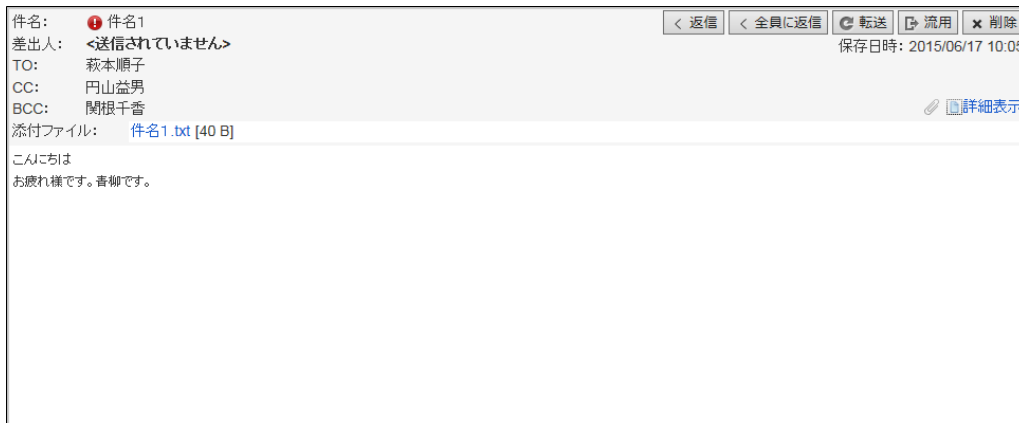 件名: 件名1 < 返信 < 全員に返信 転送 流用 × 削除
差出人: <送信されていません> 保存日時: 2015/06/17 10:05
TO: 萩本順子
CC: 円山益男
BCC: 関根千香 詳細表示
添付ファイル: 件名1.txt [40 B]
こんにちは
お疲れ様です。青柳です。